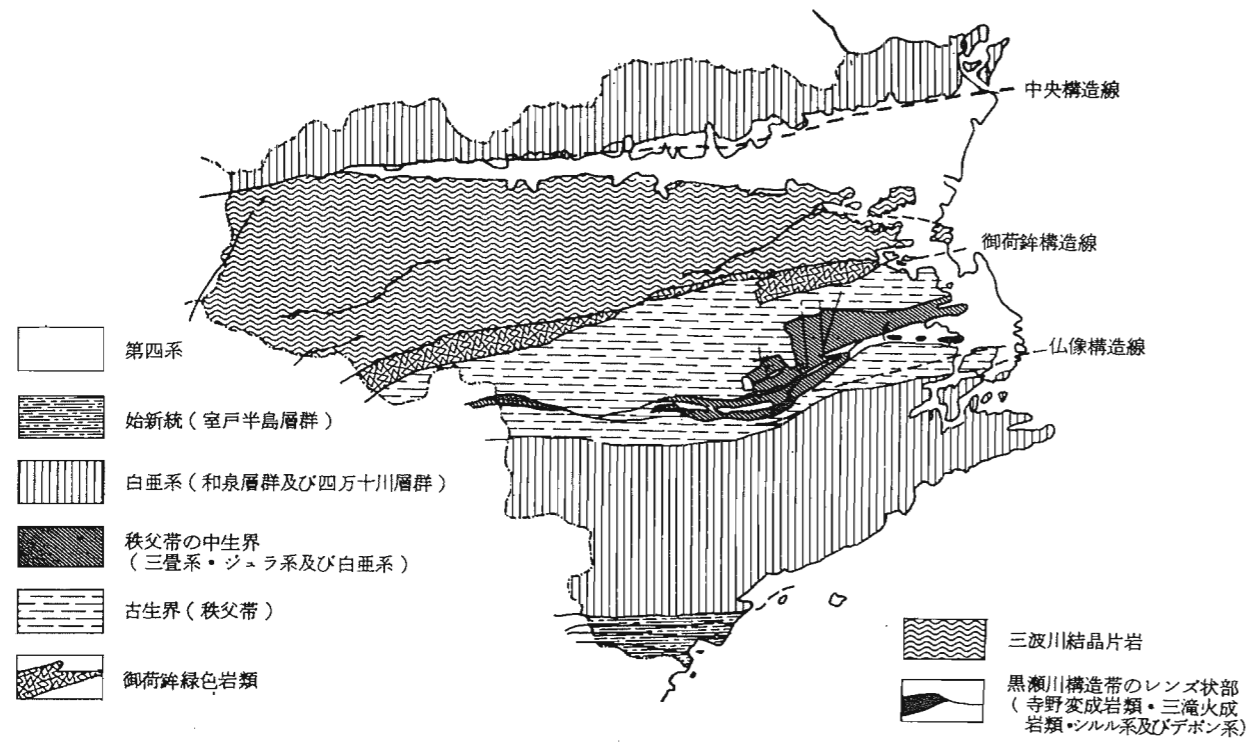 中央構造線
御荷鉾構造線
仏像構造線
第四系
始新統(室戸半島層群)
白亜系(和泉層群及び四万十川層群)
秩父帯の中生界
(三畳系・ジュラ系及び白亜系)
古生界(秩父帯)
御荷鉾緑色岩類
三波川結晶片岩
黒瀬川構造帯のレンズ状部
(寺野変成岩類・三滝火成
岩類・シルル系及びデボン系)